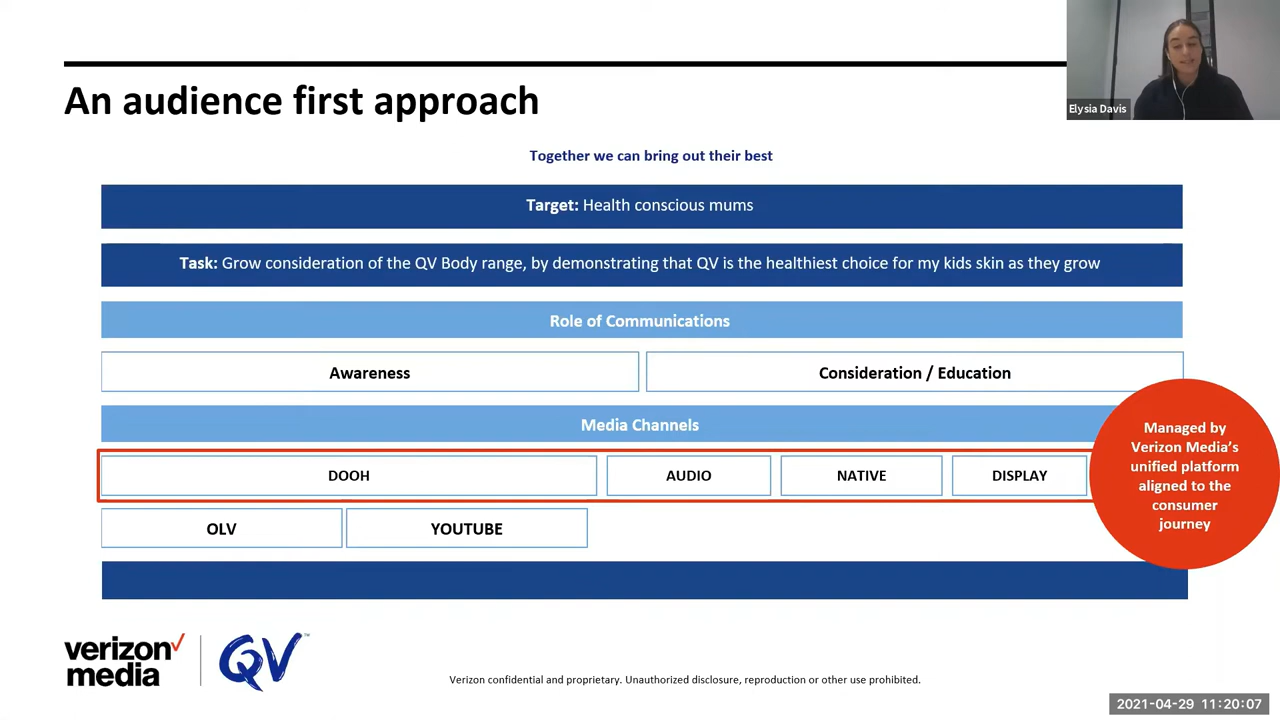 Elysia Davis
An audience first approach
Together we can bring out their best
Target: Health conscious mums
Task: Grow consideration of the QV Body range, by demonstrating that QV is the healthiest choice for my kids skin as they grow
Role of Communications
Awareness
Consideration / Education
Media Channels
DOOH
AUDIO
NATIVE
DISPLAY
OLV
YOUTUBE
Managed by
Verizon Media's
unified platform
aligned to the
consumer
journey
verizon✓
media
QV™
Verizon confidential and proprietary. Unauthorized disclosure, reproduction or other use prohibited.
2021-04-29 11:20:07